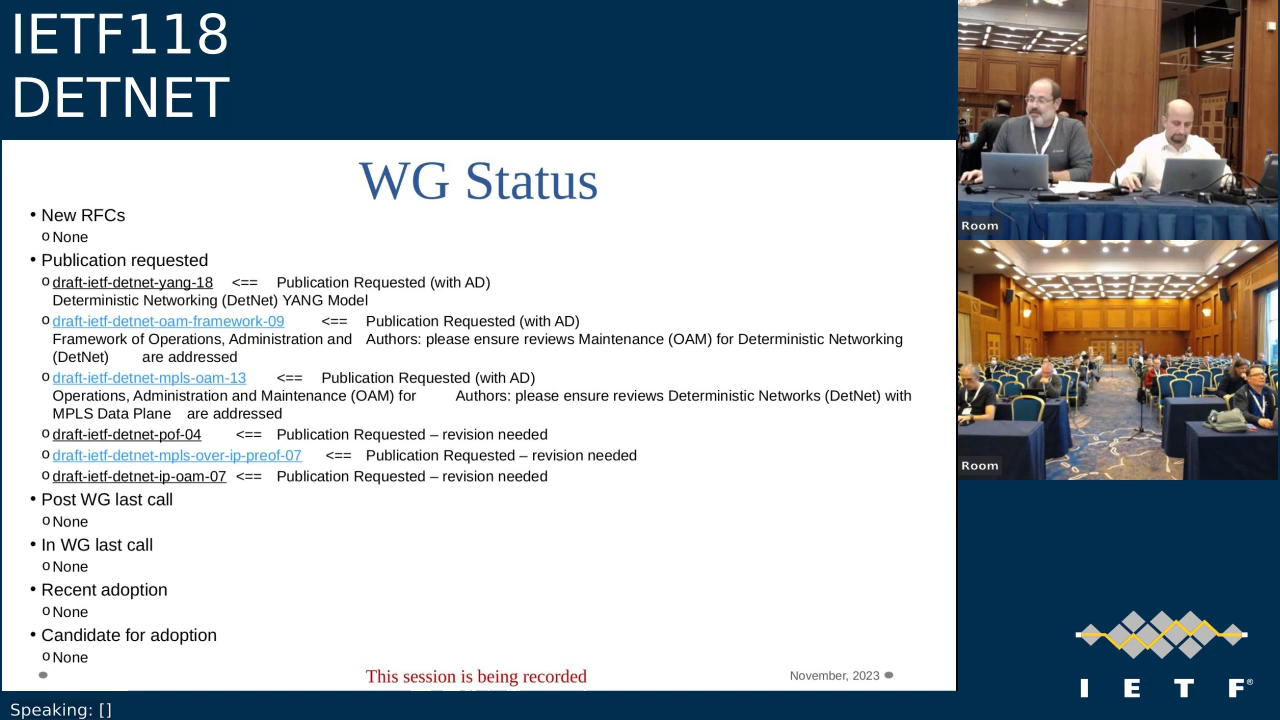 IETF118
DETNET
WG Status
• New RFCs
o None
• Publication requested
o draft-ietf-detnet-yang-18 <== Publication Requested (with AD)
Deterministic Networking (DetNet) YANG Model
o draft-ietf-detnet-oam-framework-09 <== Publication Requested (with AD)
Framework of Operations, Administration and Authors: please ensure reviews Maintenance (OAM) for Deterministic Networking
(DetNet) are addressed
o draft-ietf-detnet-mpls-oam-13 <== Publication Requested (with AD)
Operations, Administration and Maintenance (OAM) for Authors: please ensure reviews Deterministic Networks (DetNet) with
MPLS Data Plane are addressed
o draft-ietf-detnet-pof-04 <== Publication Requested – revision needed
o draft-ietf-detnet-mpls-over-ip-preof-07 <== Publication Requested – revision needed
o draft-ietf-detnet-ip-oam-07 <== Publication Requested – revision needed
• Post WG last call
o None
• In WG last call
o None
• Recent adoption
o None
• Candidate for adoption
o None
This session is being recorded
November, 2023
Room
Room
I E T F®
Speaking: []